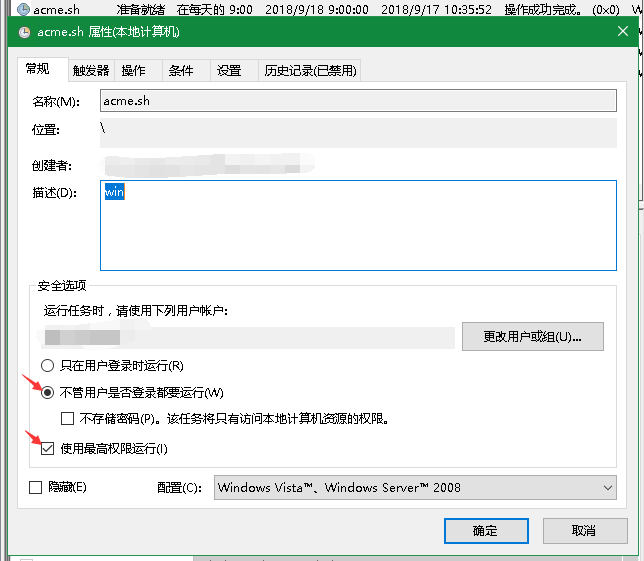 acme.sh 准备就绪 在每天的 9:00 2018/9/18 9:00:00 2018/9/17 10:35:52 操作成功完成。 (0x0)
acme.sh 属性(本地计算机)
常规 触发器 操作 条件 设置 历史记录(已禁用)
名称(M): acme.sh
位置: \
创建者:
描述(D): win
安全选项
运行任务时，请使用下列用户帐户:
更改用户或组(U)...
只在用户登录时运行(R)
不管用户是否登录都要运行(W)
不存储密码(P)。该任务将只有访问本地计算机资源的权限。
使用最高权限运行(I)
隐藏(E) 配置(C): Windows Vista™、Windows Server™ 2008
确定 取消